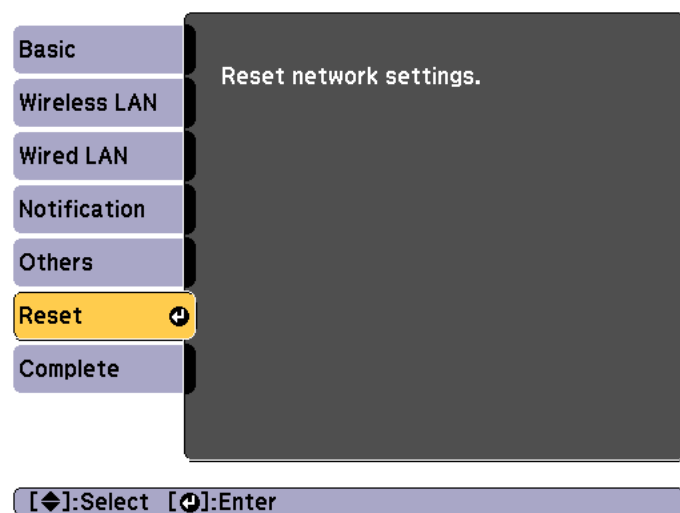 Basic
Wireless LAN
Wired LAN
Notification
Others
Reset
Complete
Reset network settings.
[◆]:Select [⏎]:Enter